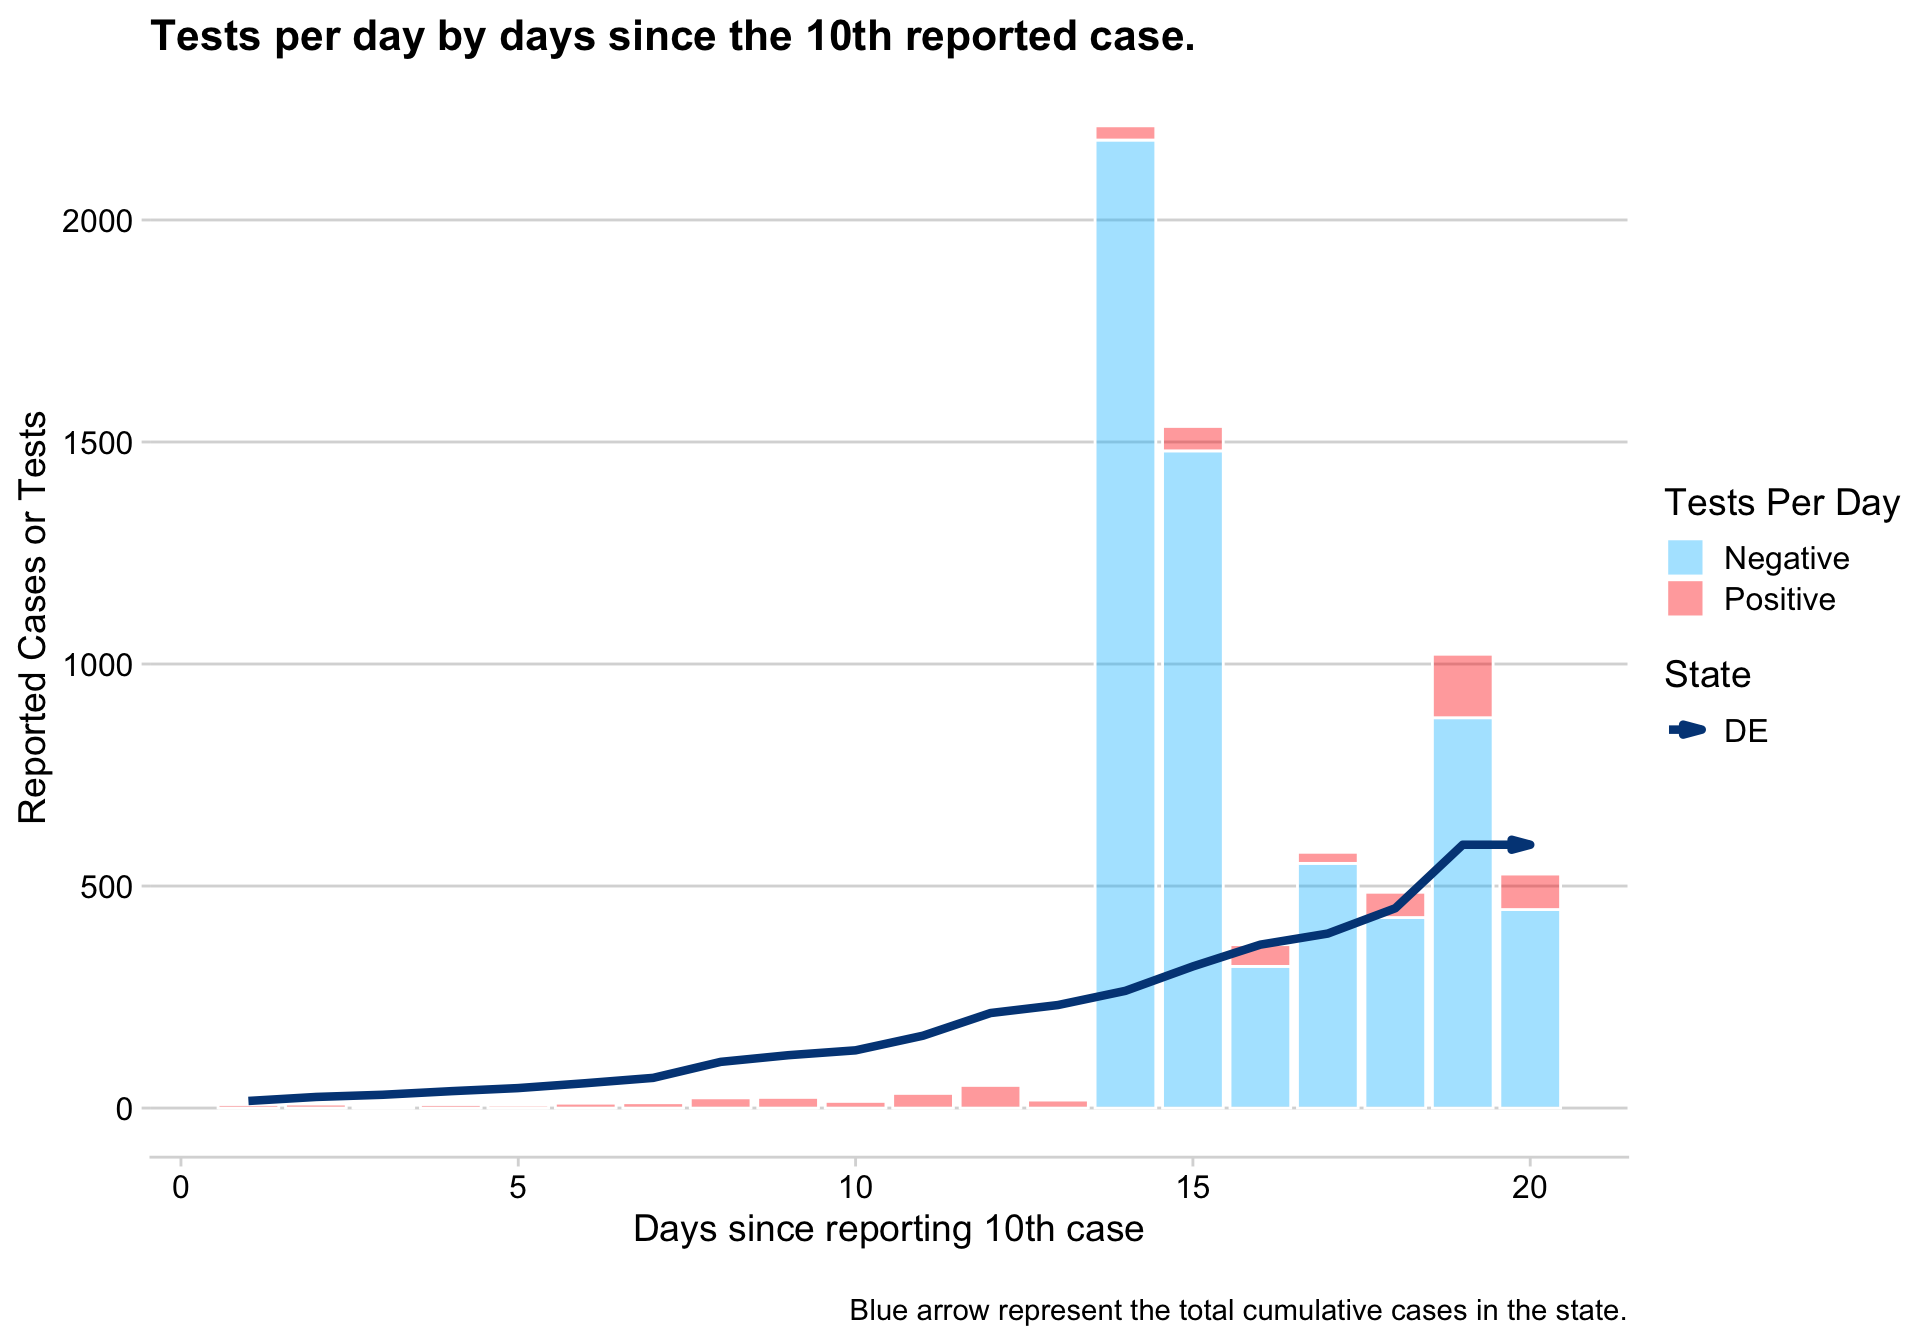 Tests per day by days since the 10th reported case.
Reported Cases or Tests
2000
1500
1000
500
0
0 5 10 15 20
Days since reporting 10th case
Tests Per Day
Negative
Positive
State
DE
Blue arrow represent the total cumulative cases in the state.